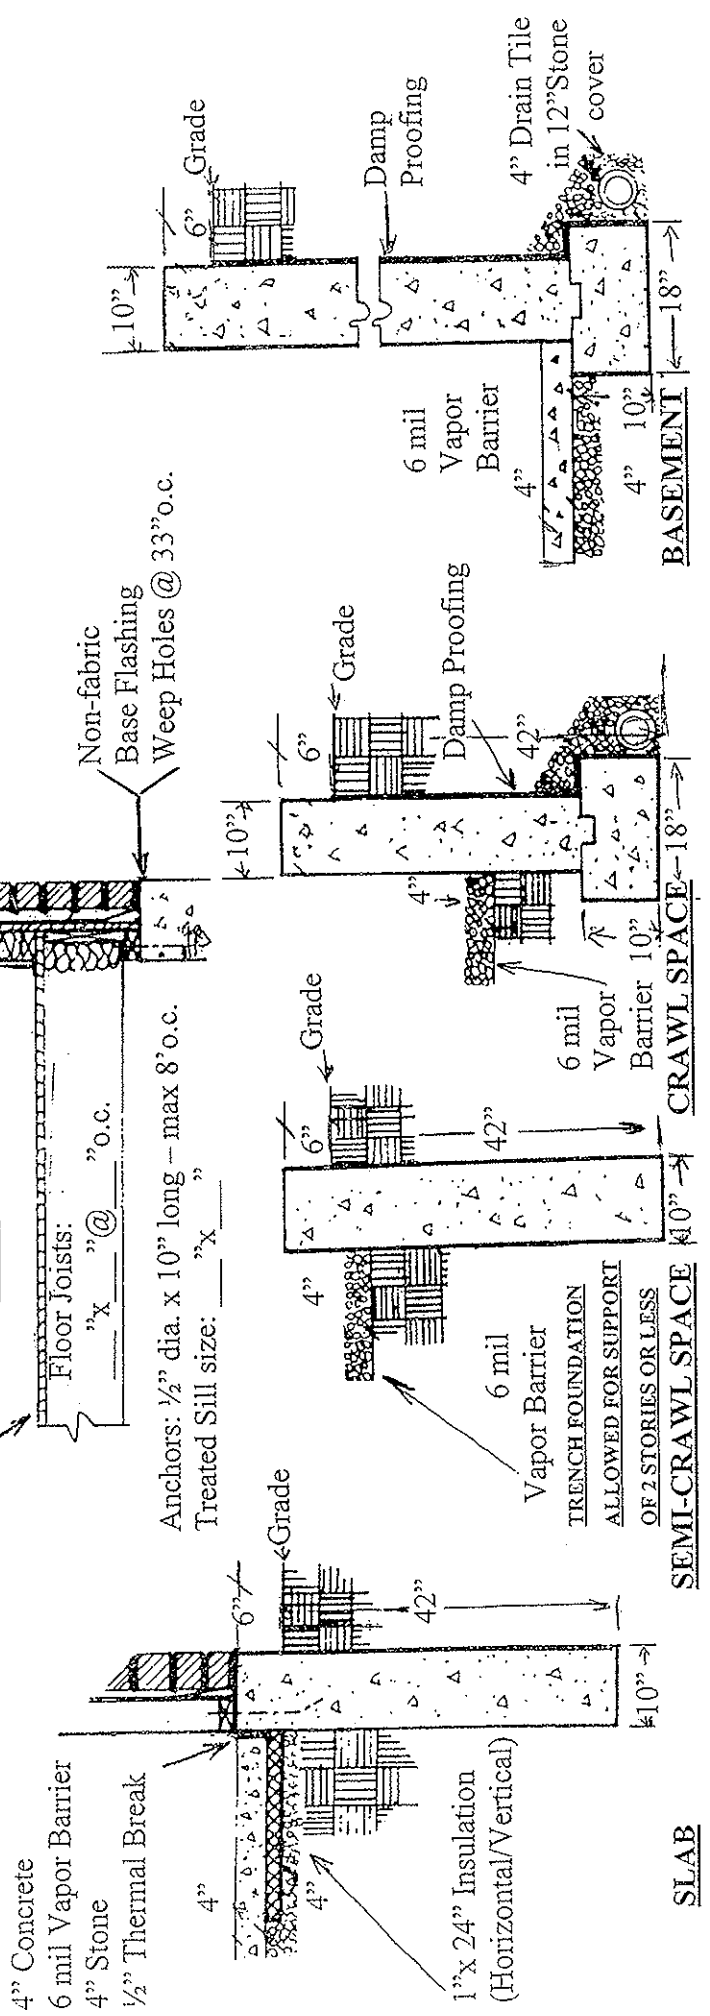 4” Concrete
6 mil Vapor Barrier
4” Stone
½” Thermal Break
4”
4”
6”
Grade
42”
10”
1”x 24” Insulation
(Horizontal/Vertical)
SLAB
Floor Joists:
____”x____”@____”o.c.
Anchors: ½” dia. x 10” long – max 8’o.c.
Treated Sill size: ____”x____”
Non-fabric
Base Flashing
Weep Holes @ 33”o.c.
4”
6”
Grade
42”
10”
6 mil
Vapor Barrier
TRENCH FOUNDATION
ALLOWED FOR SUPPORT
OF 2 STORIES OR LESS
SEMI-CRAWL SPACE
10”
6”
Grade
4”
Damp Proofing
42”
6 mil
Vapor
Barrier
10”
18”
CRAWL SPACE
10”
6”
Grade
Damp
Proofing
6 mil
Vapor
Barrier
4”
4”
10”
18”
4” Drain Tile
in 12”Stone
cover
BASEMENT